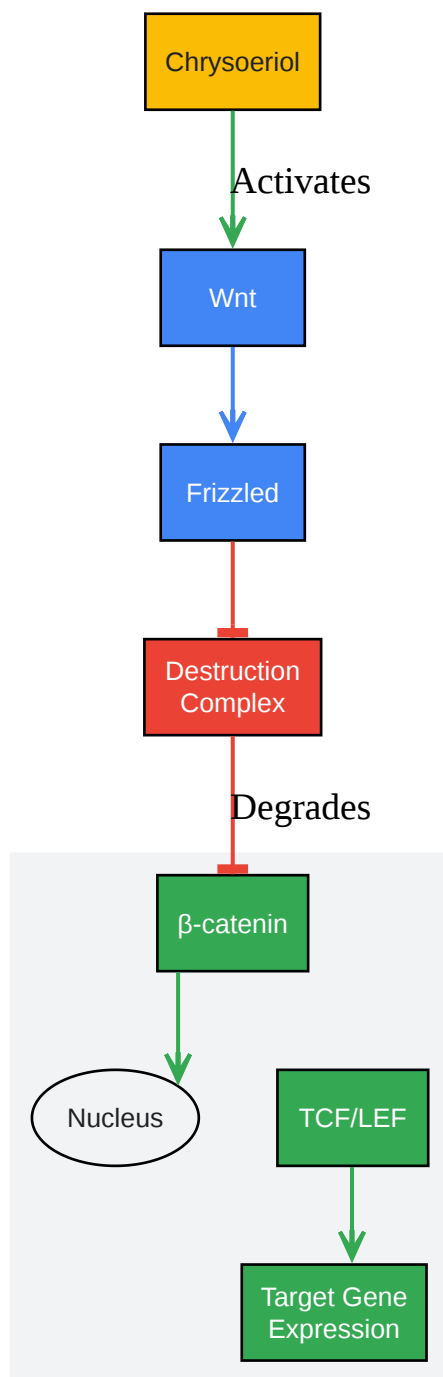 Chrysoeriol
Activates
Wnt
Frizzled
Destruction
Complex
Degrades
β-catenin
Nucleus
TCF/LEF
Target Gene
Expression